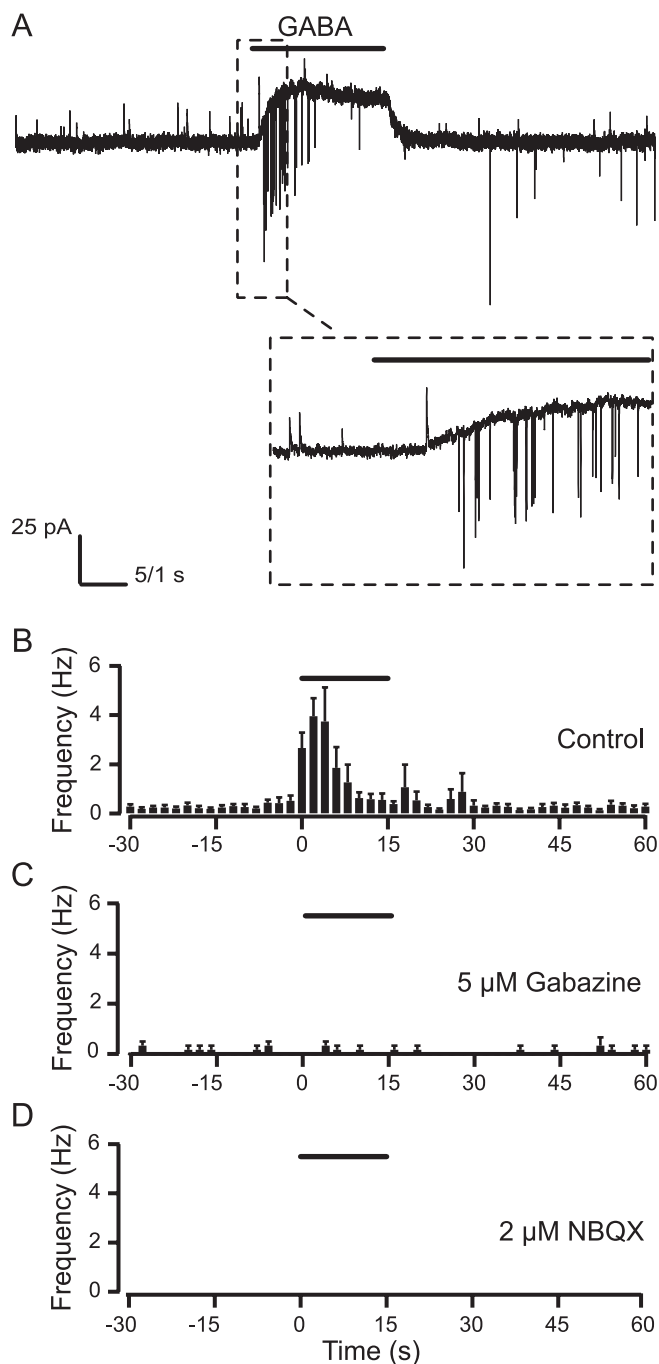 A
GABA
25 pA
5/1 s
B
Frequency (Hz)
6
4
2
0
Control
-30 -15 0 15 30 45 60
C
Frequency (Hz)
6
4
2
0
5 µM Gabazine
-30 -15 0 15 30 45 60
D
Frequency (Hz)
6
4
2
0
2 µM NBQX
-30 -15 0 15 30 45 60
Time (s)